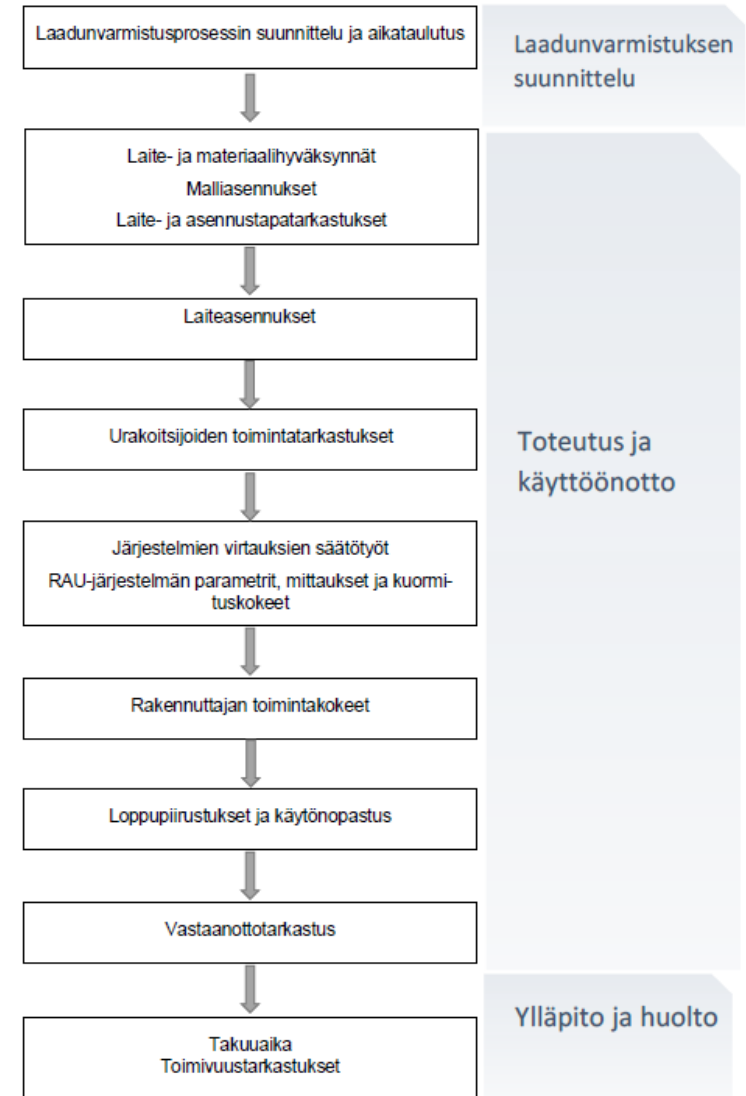 Laadunvarmistusprosessin suunnittelu ja aikataulutus
Laadunvarmistuksen
suunnittelu
Laite- ja materiaalihyväksynnät
Malliasennukset
Laite- ja asennustapatarkastukset
Laiteasennukset
Urakoitsijoiden toimintatarkastukset
Toteutus ja
käyttöönotto
Järjestelmien virtauksien säätötyöt
RAU-järjestelmän parametrit, mittaukset ja kuormi-
tuskokeet
Rakennuttajan toimintakokeet
Loppupiirustukset ja käytönopastus
Vastaanottotarkastus
Ylläpito ja huolto
Takuuaika
Toimivuustarkastukset